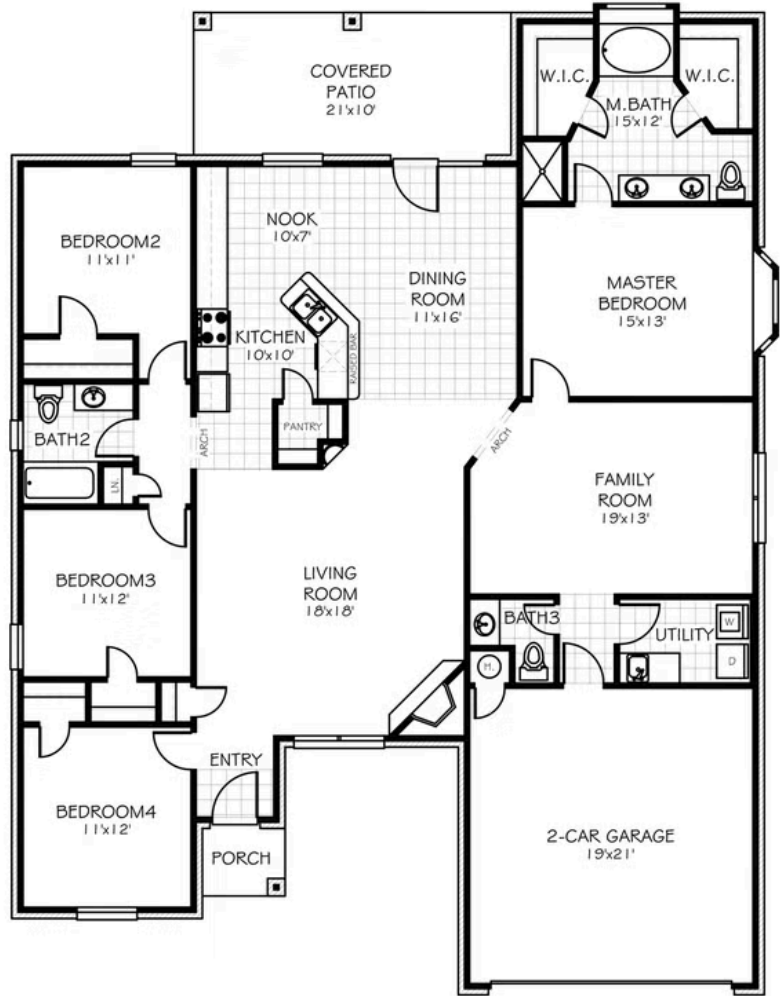 COVERED
PATIO
21'x10'
W.I.C.
W.I.C.
M.BATH
15'x12'
BEDROOM2
11'x11'
NOOK
10'x7'
DINING
ROOM
11'x16'
MASTER
BEDROOM
15'x13'
KITCHEN
10'x10'
RAISED BAR
PANTRY
BATH2
ARCH
ARCH
LN.
FAMILY
ROOM
19'x13'
BEDROOM3
11'x12'
LIVING
ROOM
18'x18'
BATH3
UTILITY
W
D
H.
ENTRY
BEDROOM4
11'x12'
PORCH
2-CAR GARAGE
19'x21'